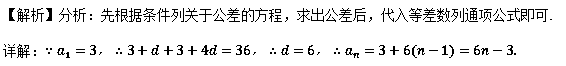 【解析】分析：先根据条件列关于公差的方程，求出公差后，代入等差数列通项公式即可.
详解：∵ a₁ = 3，∴ 3 + d + 3 + 4d = 36，∴ d = 6，∴ aₙ = 3 + 6(n − 1) = 6n − 3.